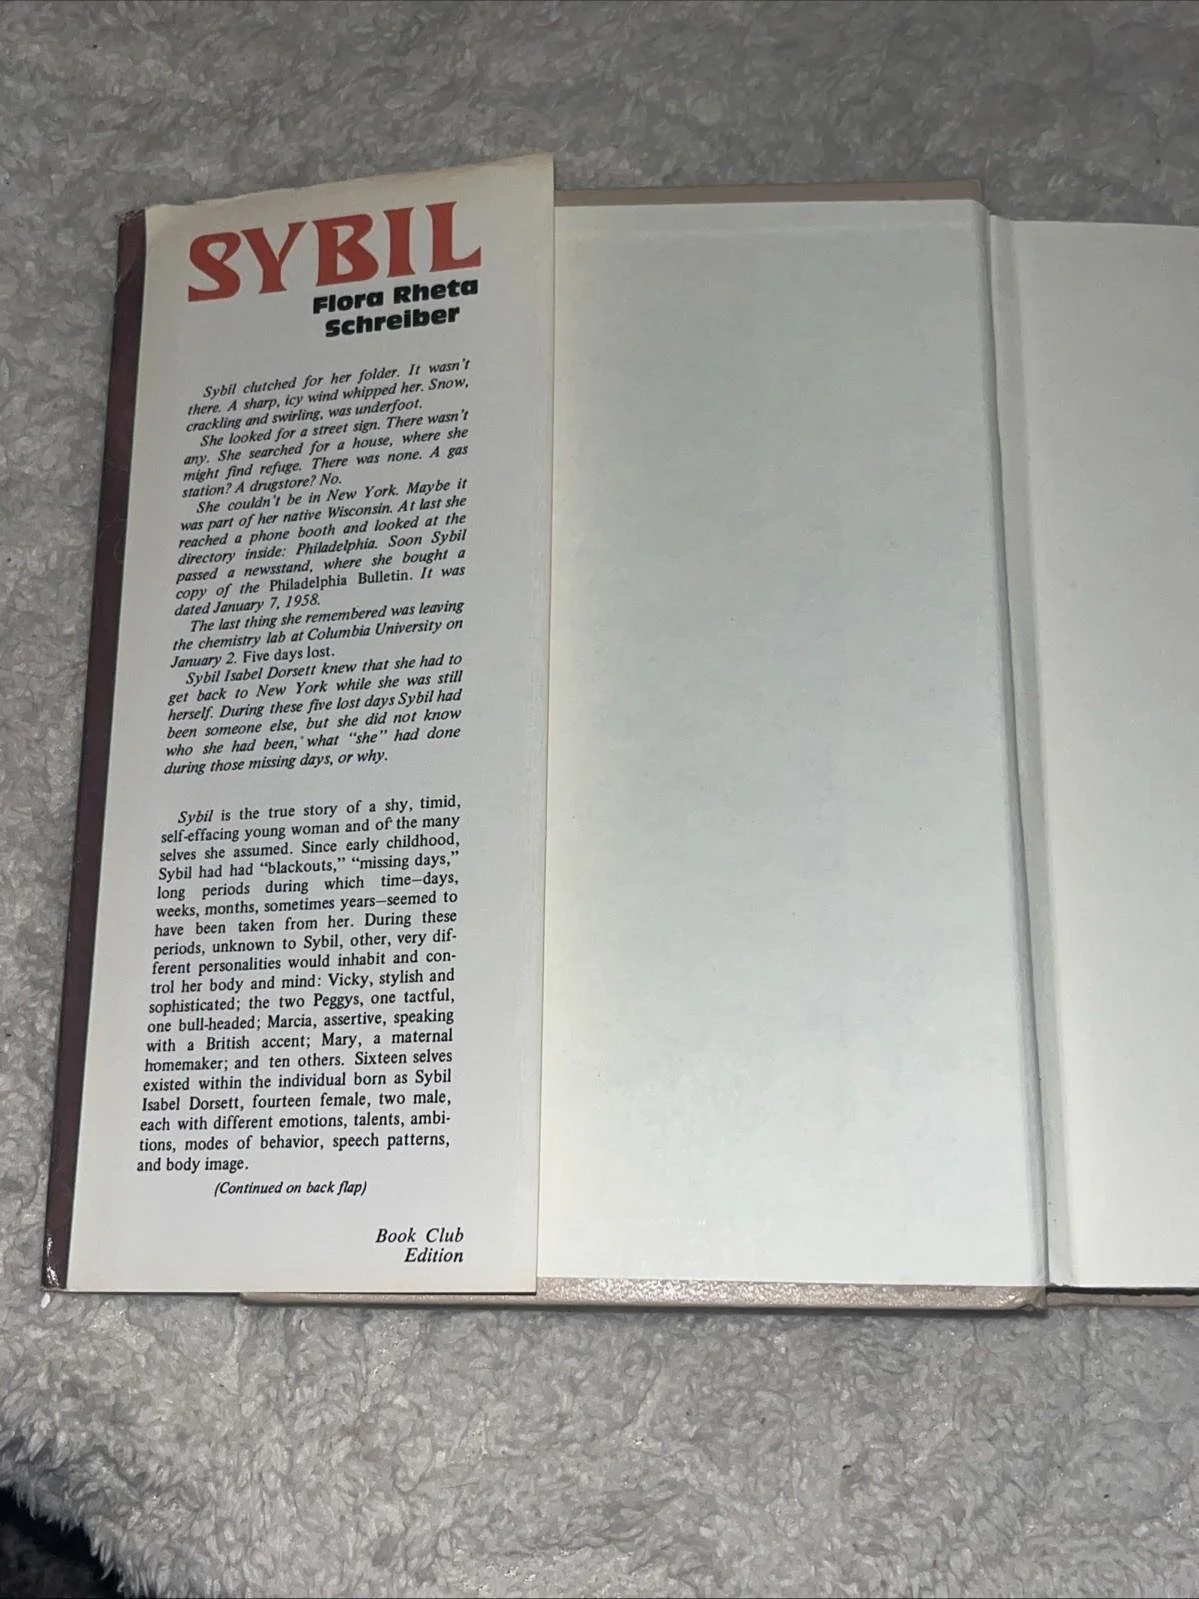 SYBIL
Flora Rheta
Schreiber
Sybil clutched for her folder. It wasn't
there. A sharp, icy wind whipped her. Snow,
crackling and swirling, was underfoot.
She looked for a street sign. There wasn't
any. She searched for a house, where she
might find refuge. There was none. A gas
station? A drugstore? No.
She couldn't be in New York. Maybe it
was part of her native Wisconsin. At last she
reached a phone booth and looked at the
directory inside: Philadelphia. Soon Sybil
passed a newsstand, where she bought a
copy of the Philadelphia Bulletin. It was
dated January 7, 1958.
The last thing she remembered was leaving
the chemistry lab at Columbia University on
January 2. Five days lost.
Sybil Isabel Dorsett knew that she had to
get back to New York while she was still
herself. During these five lost days Sybil had
been someone else, but she did not know
who she had been, what "she" had done
during those missing days, or why.
Sybil is the true story of a shy, timid,
self-effacing young woman and of the many
selves she assumed. Since early childhood,
Sybil had had "blackouts," "missing days,"
long periods during which time—days,
weeks, months, sometimes years—seemed to
have been taken from her. During these
periods, unknown to Sybil, other, very dif-
ferent personalities would inhabit and con-
trol her body and mind: Vicky, stylish and
sophisticated; the two Peggys, one tactful,
one bull-headed; Marcia, assertive, speaking
with a British accent; Mary, a maternal
homemaker; and ten others. Sixteen selves
existed within the individual born as Sybil
Isabel Dorsett, fourteen female, two male,
each with different emotions, talents, ambi-
tions, modes of behavior, speech patterns,
and body image.
(Continued on back flap)
Book Club
Edition